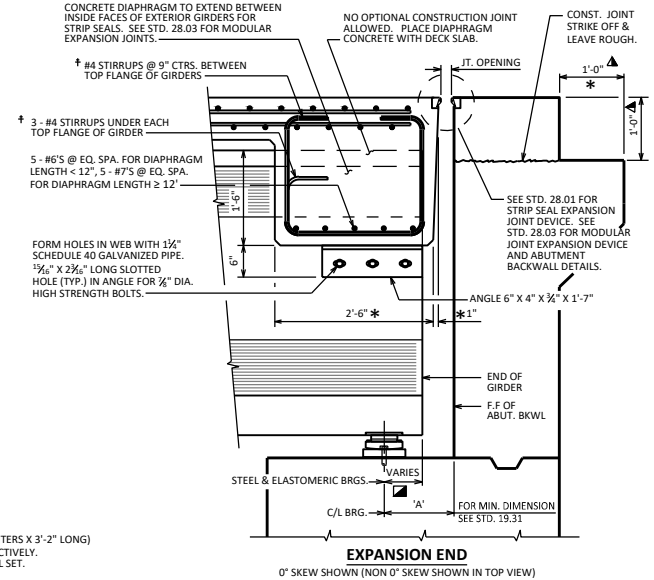 CONCRETE DIAPHRAGM TO EXTEND BETWEEN
INSIDE FACES OF EXTERIOR GIRDERS FOR
STRIP SEALS. SEE STD. 28.03 FOR MODULAR
EXPANSION JOINTS.
NO OPTIONAL CONSTRUCTION JOINT
ALLOWED. PLACE DIAPHRAGM
CONCRETE WITH DECK SLAB.
CONST. JOINT
STRIKE OFF &
LEAVE ROUGH.
#4 STIRRUPS @ 9" CTRS. BETWEEN
TOP FLANGE OF GIRDERS
JT. OPENING
1'-0"
*
1'-0"
3 - #4 STIRRUPS UNDER EACH
TOP FLANGE OF GIRDER
5 - #6'S @ EQ. SPA. FOR DIAPHRAGM
LENGTH < 12", 5 - #7'S @ EQ. SPA.
FOR DIAPHRAGM LENGTH ≥ 12'
1'-6"
6"
SEE STD. 28.01 FOR
STRIP SEAL EXPANSION
JOINT DEVICE. SEE
STD. 28.03 FOR MODULAR
JOINT EXPANSION DEVICE
AND ABUTMENT
BACKWALL DETAILS.
FORM HOLES IN WEB WITH 1¼"
SCHEDULE 40 GALVANIZED PIPE.
15/16" X 2 3/16" LONG SLOTTED
HOLE (TYP.) IN ANGLE FOR ⅞" DIA.
HIGH STRENGTH BOLTS.
ANGLE 6" X 4" X ¾" X 1'-7"
2'-6" *
* 1"
END OF
GIRDER
F.F OF
ABUT. BKWL
STEEL & ELASTOMERIC BRGS.
VARIES
C/L BRG.
'A'
FOR MIN. DIMENSION
SEE STD. 19.31
TERS X 3'-2" LONG)
CTIVELY.
L SET.
EXPANSION END
0° SKEW SHOWN (NON 0° SKEW SHOWN IN TOP VIEW)